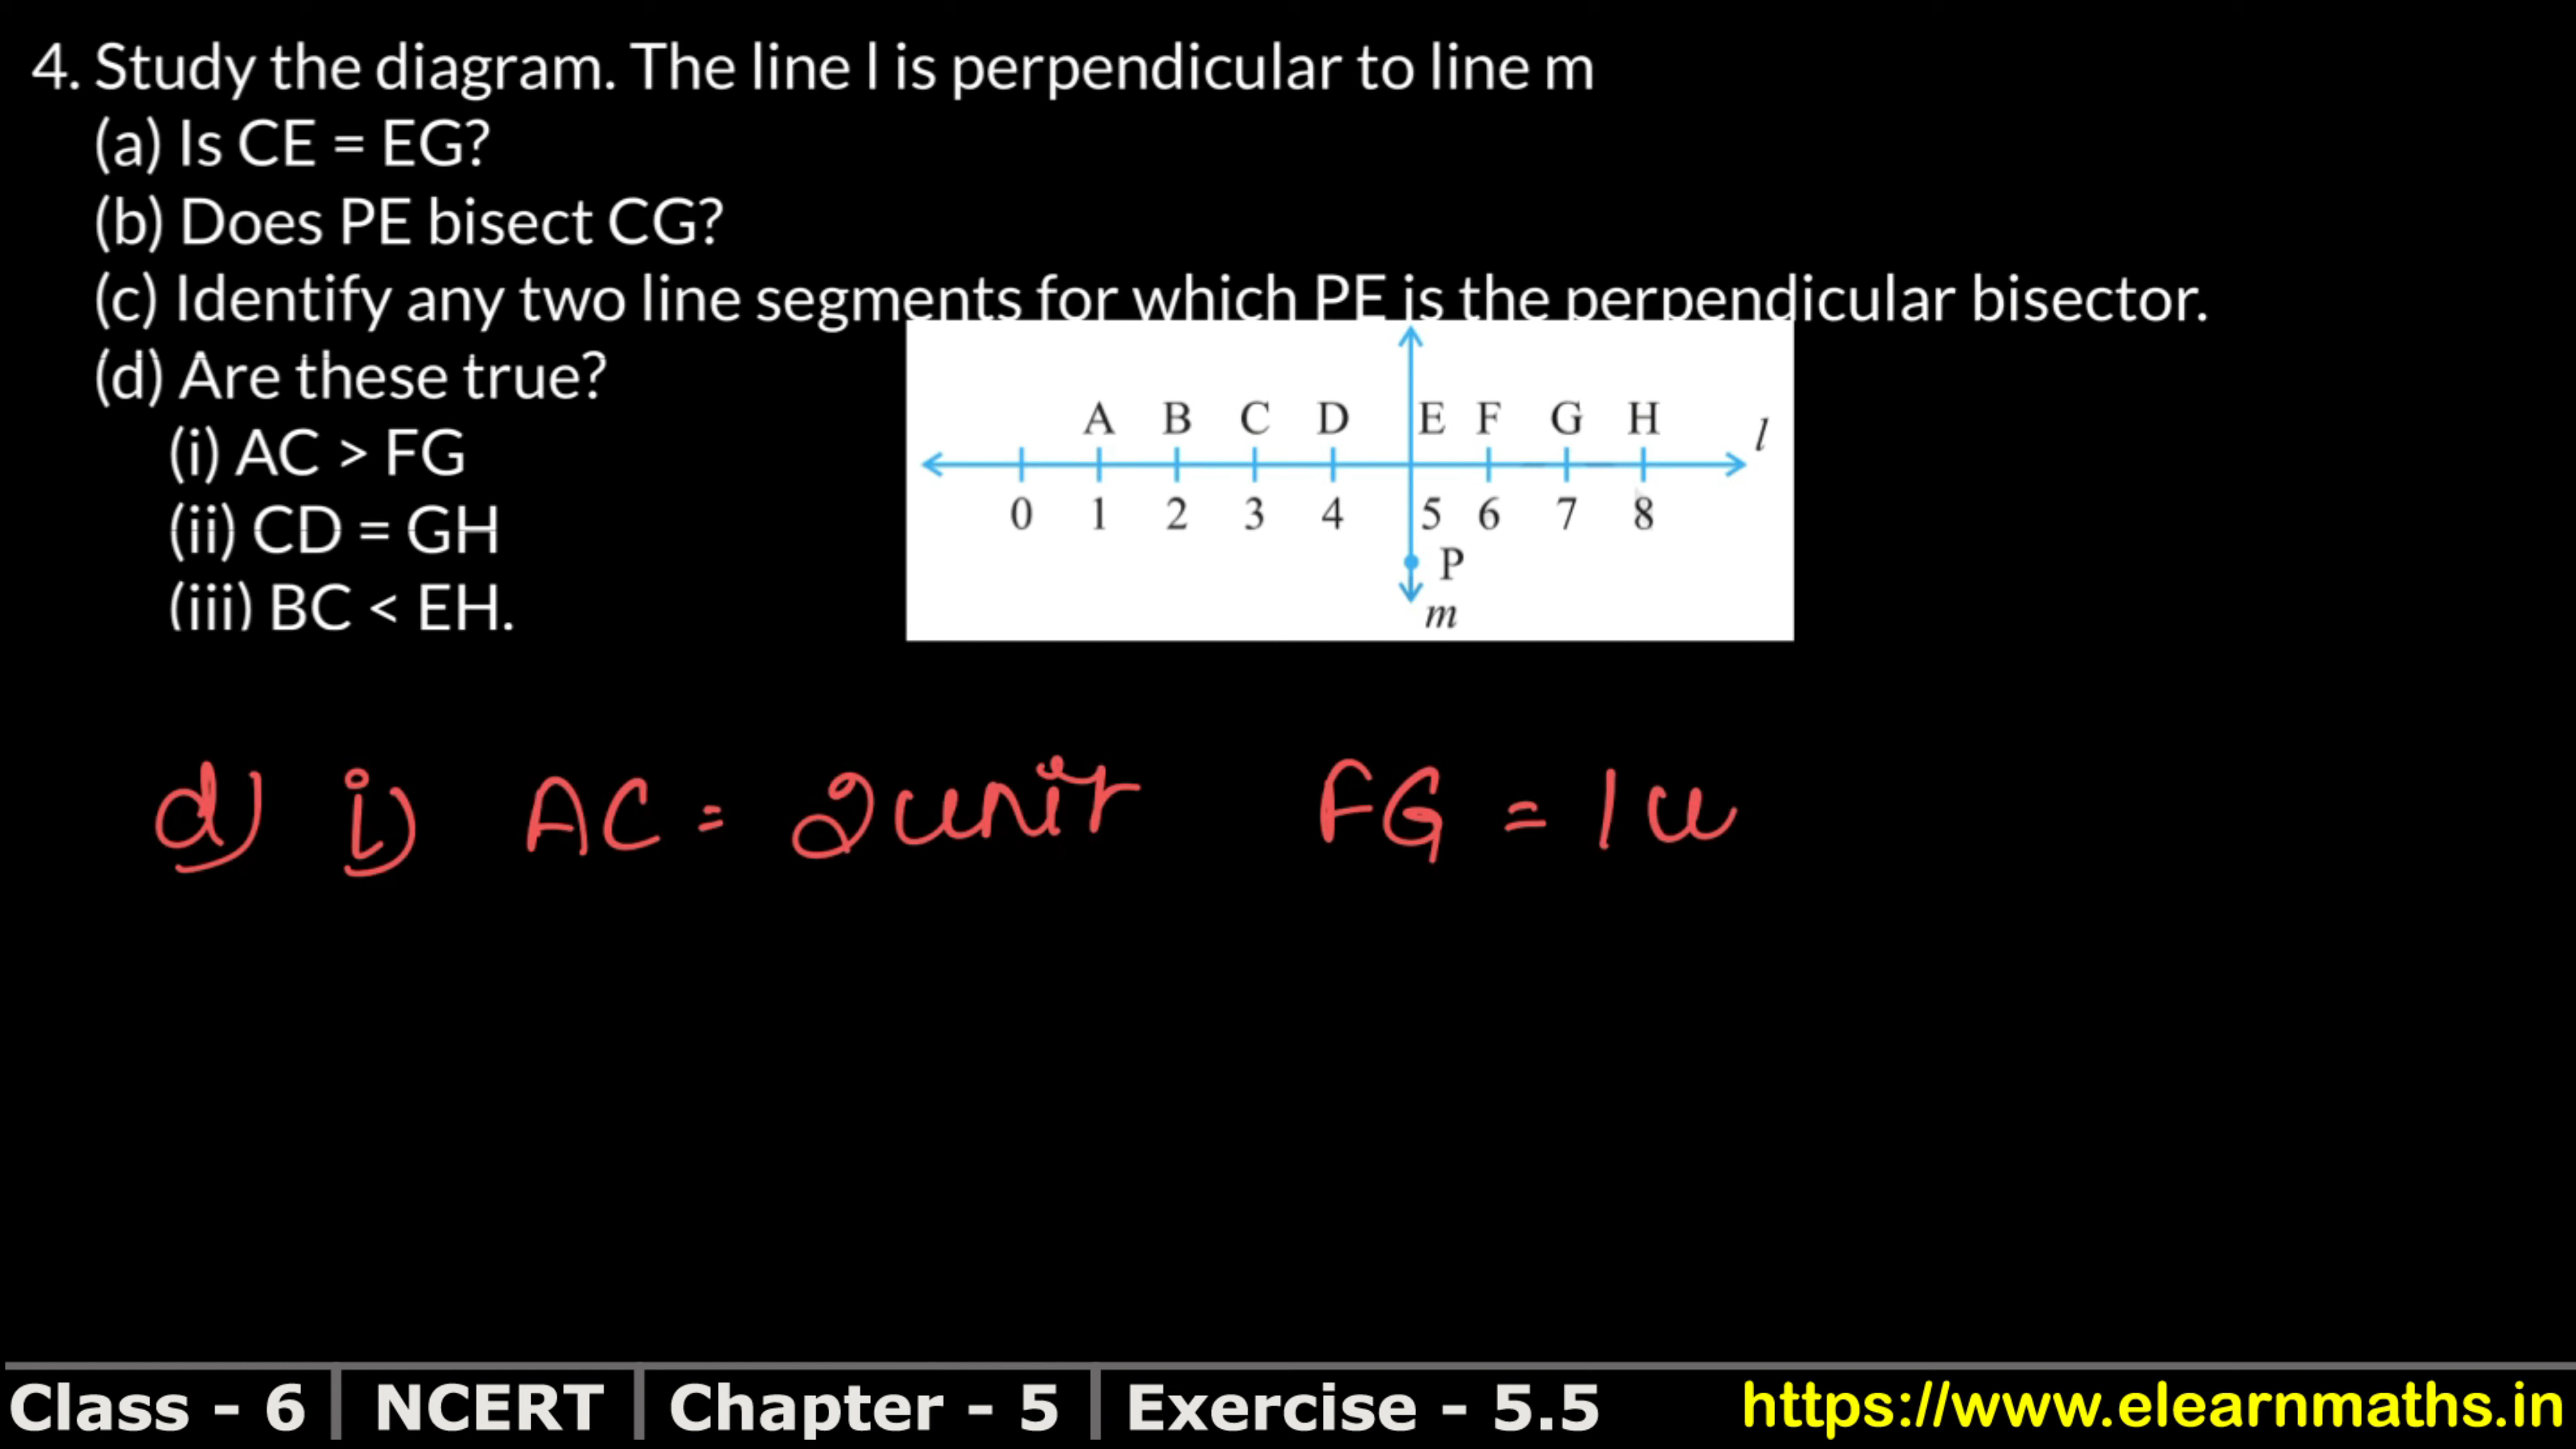 4. Study the diagram. The line l is perpendicular to line m
(a) Is CE = EG?
(b) Does PE bisect CG?
(c) Identify any two line segments for which PE is the perpendicular bisector.
(d) Are these true?
(i) AC > FG
(ii) CD = GH
(iii) BC < EH.
A B C D E F G H l
0 1 2 3 4 5 6 7 8
P
m
d) i) AC = 2 unit FG = 1 u
Class - 6 NCERT Chapter - 5 Exercise - 5.5 https://www.elearnmaths.in